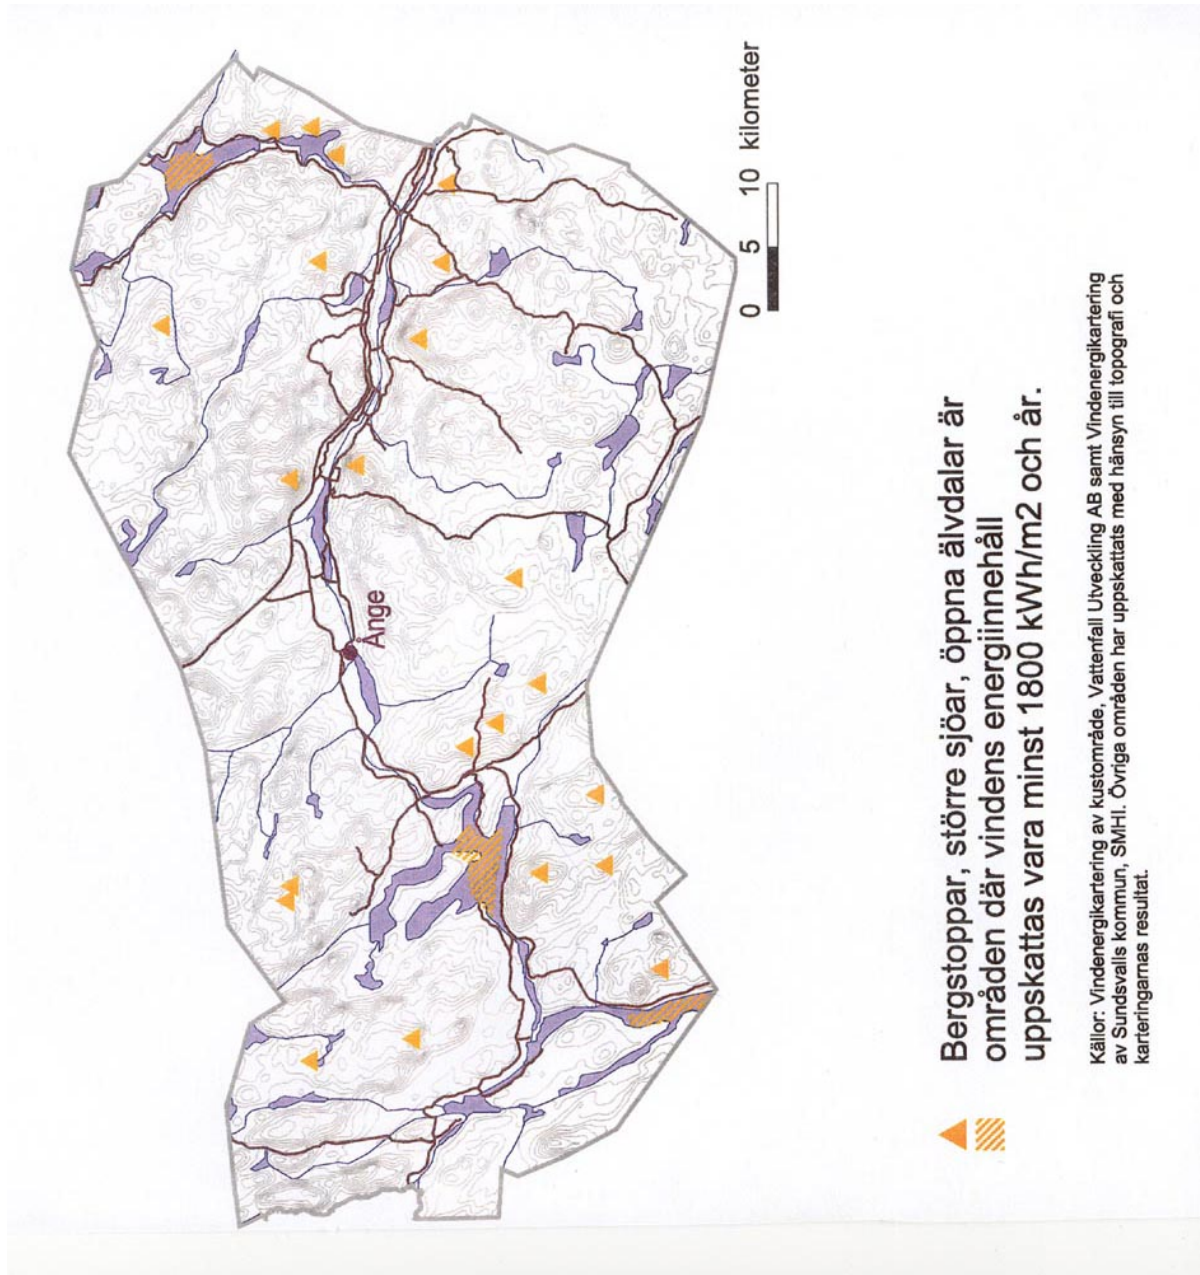 Ånge
0 5 10 kilometer
Bergstoppar, större sjöar, öppna älvdalar är
områden där vindens energiinnehåll
uppskattas vara minst 1800 kWh/m2 och år.
Källor: Vindenergikartering av kustområde, Vattenfall Utveckling AB samt Vindenergikartering
av Sundsvalls kommun, SMHI. Övriga områden har uppskattats med hänsyn till topografi och
karteringarnas resultat.